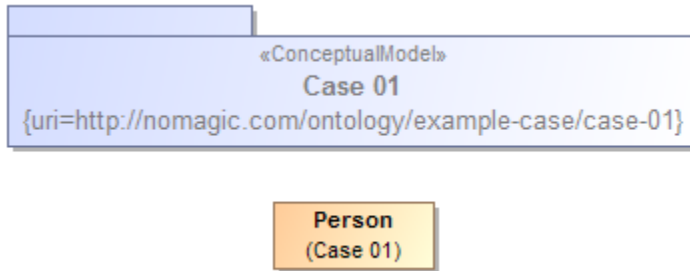 «ConceptualModel»
Case 01
{uri=http://nomagic.com/ontology/example-case/case-01}
Person
(Case 01)